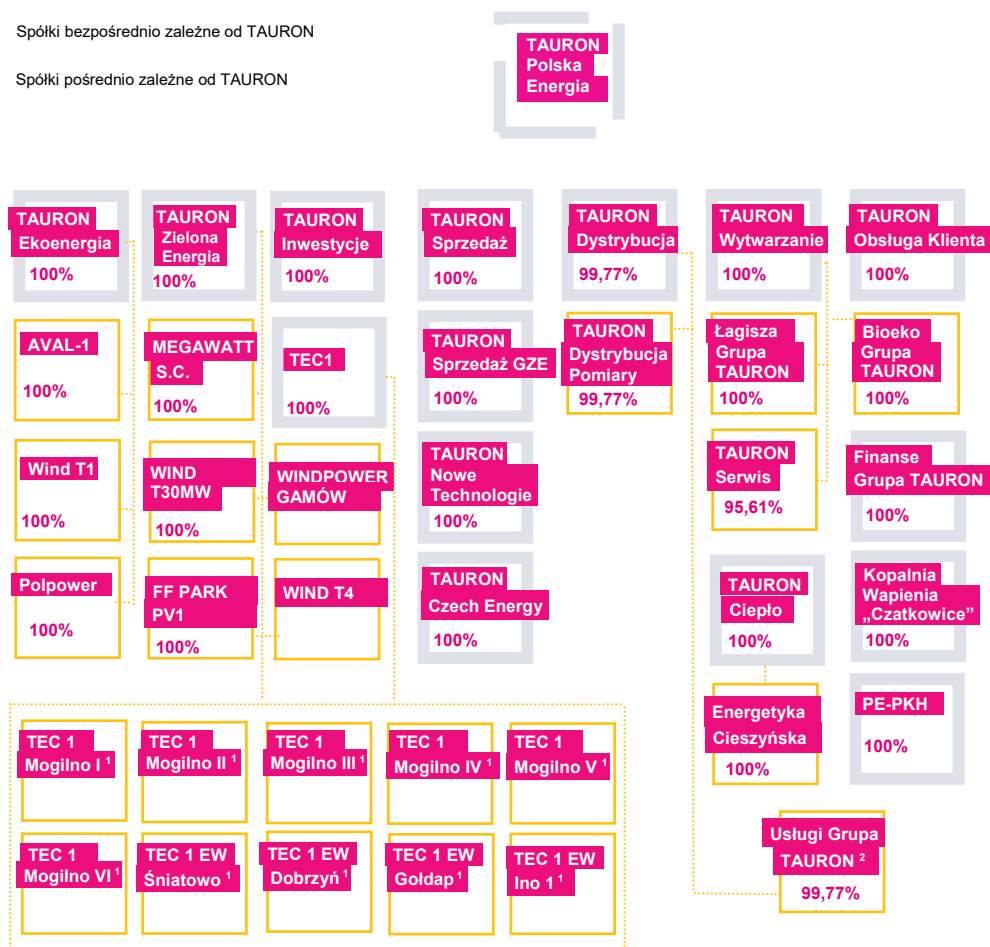 Spółki bezpośrednio zależne od TAURON
Spółki pośrednio zależne od TAURON
TAURON
Polska
Energia
TAURON
Ekoenergia
100%
TAURON
Zielona
Energia
100%
TAURON
Inwestycje
100%
TAURON
Sprzedaż
100%
TAURON
Dystrybucja
99,77%
TAURON
Wytwarzanie
100%
TAURON
Obsługa Klienta
100%
AVAL-1
100%
MEGAWATT
S.C.
100%
TEC1
100%
TAURON
Sprzedaż GZE
100%
TAURON
Dystrybucja
Pomiary
99,77%
Łagisza
Grupa
TAURON
100%
Bioeko
Grupa
TAURON
100%
Wind T1
100%
WIND
T30MW
100%
WINDPOWER
GAMÓW
TAURON
Nowe
Technologie
100%
TAURON
Serwis
95,61%
Finanse
Grupa TAURON
100%
Polpower
100%
FF PARK
PV1
100%
WIND T4
TAURON
Czech Energy
100%
TAURON
Ciepło
100%
Kopalnia
Wapienia
„Czatkowice”
100%
Energetyka
Cieszyńska
100%
PE-PKH
100%
TEC 1
Mogilno I ¹
TEC 1
Mogilno II ¹
TEC 1
Mogilno III ¹
TEC 1
Mogilno IV ¹
TEC 1
Mogilno V ¹
TEC 1
Mogilno VI ¹
TEC 1 EW
Śniatowo ¹
TEC 1 EW
Dobrzyń ¹
TEC 1 EW
Gołdap ¹
TEC 1 EW
Ino 1 ¹
Usługi Grupa
TAURON ²
99,77%